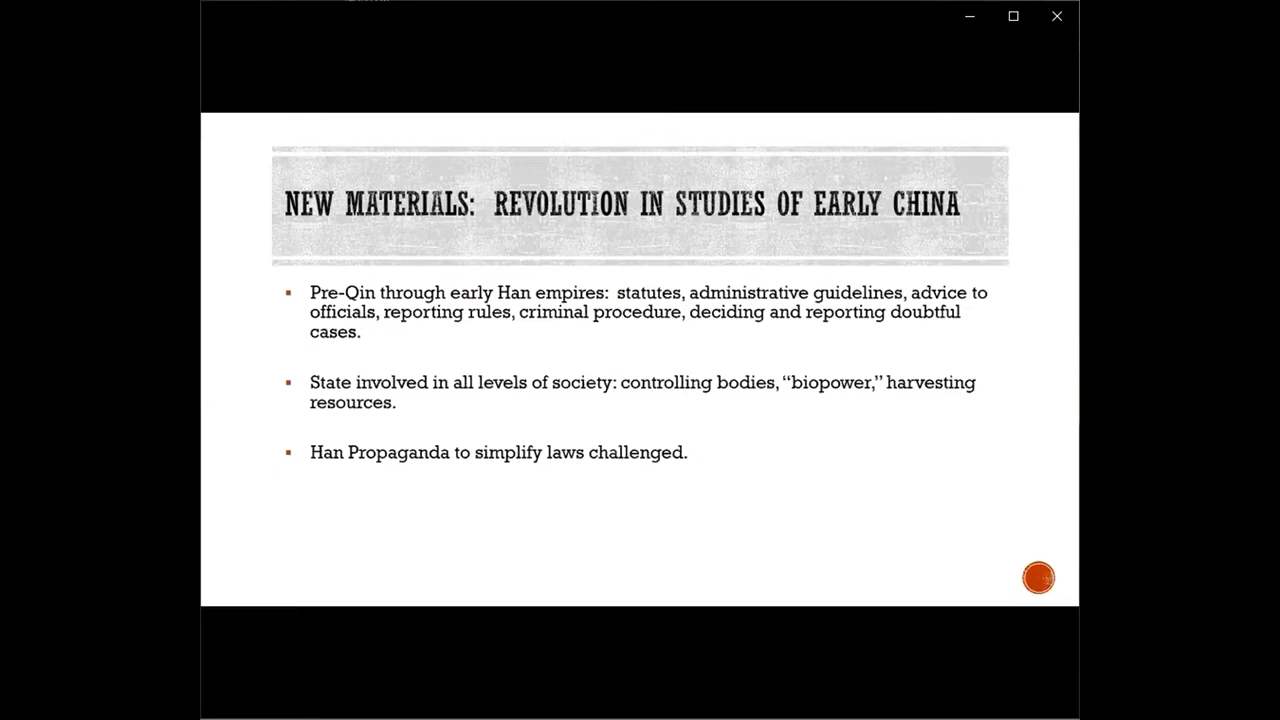 NEW MATERIALS: REVOLUTION IN STUDIES OF EARLY CHINA
Pre-Qin through early Han empires: statutes, administrative guidelines, advice to
officials, reporting rules, criminal procedure, deciding and reporting doubtful
cases.
State involved in all levels of society: controlling bodies, “biopower,” harvesting
resources.
Han Propaganda to simplify laws challenged.